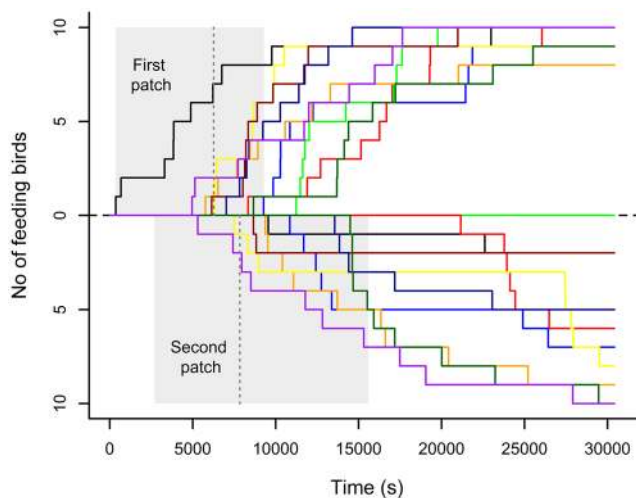 10
First
patch
5
No of feeding birds
0
5
Second
patch
10
0 5000 10000 15000 20000 25000 30000
Time (s)